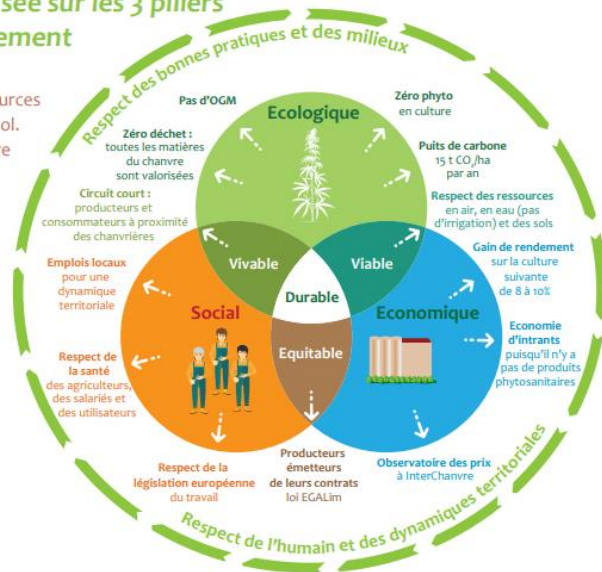 sée sur les 3 piliers
ement
urces
ol.
re
Respect des bonnes pratiques et des milieux
Pas d'OGM
Ecologique
Zéro phyto
en culture
Zéro déchet :
toutes les matières
du chanvre
sont valorisées
Puits de carbone
15 t CO₂/ha
par an
Circuit court :
producteurs et
consommateurs à proximité
des chanvrières
Respect des ressources
en air, en eau (pas
d'irrigation) et des sols
Vivable
Viable
Durable
Emplois locaux
pour une
dynamique
territoriale
Gain de rendement
sur la culture
suivante
de 8 à 10%
Social
Economique
Equitable
Respect de
la santé
des agriculteurs,
des salariés et
des utilisateurs
Economie
d'intrants
puisqu'il n'y a
pas de produits
phytosanitaires
Respect de la
législation européenne
du travail
Producteurs
émetteurs
de leurs contrats
loi EGALim
Observatoire des prix
à InterChanvre
Respect de l'humain et des dynamiques territoriales